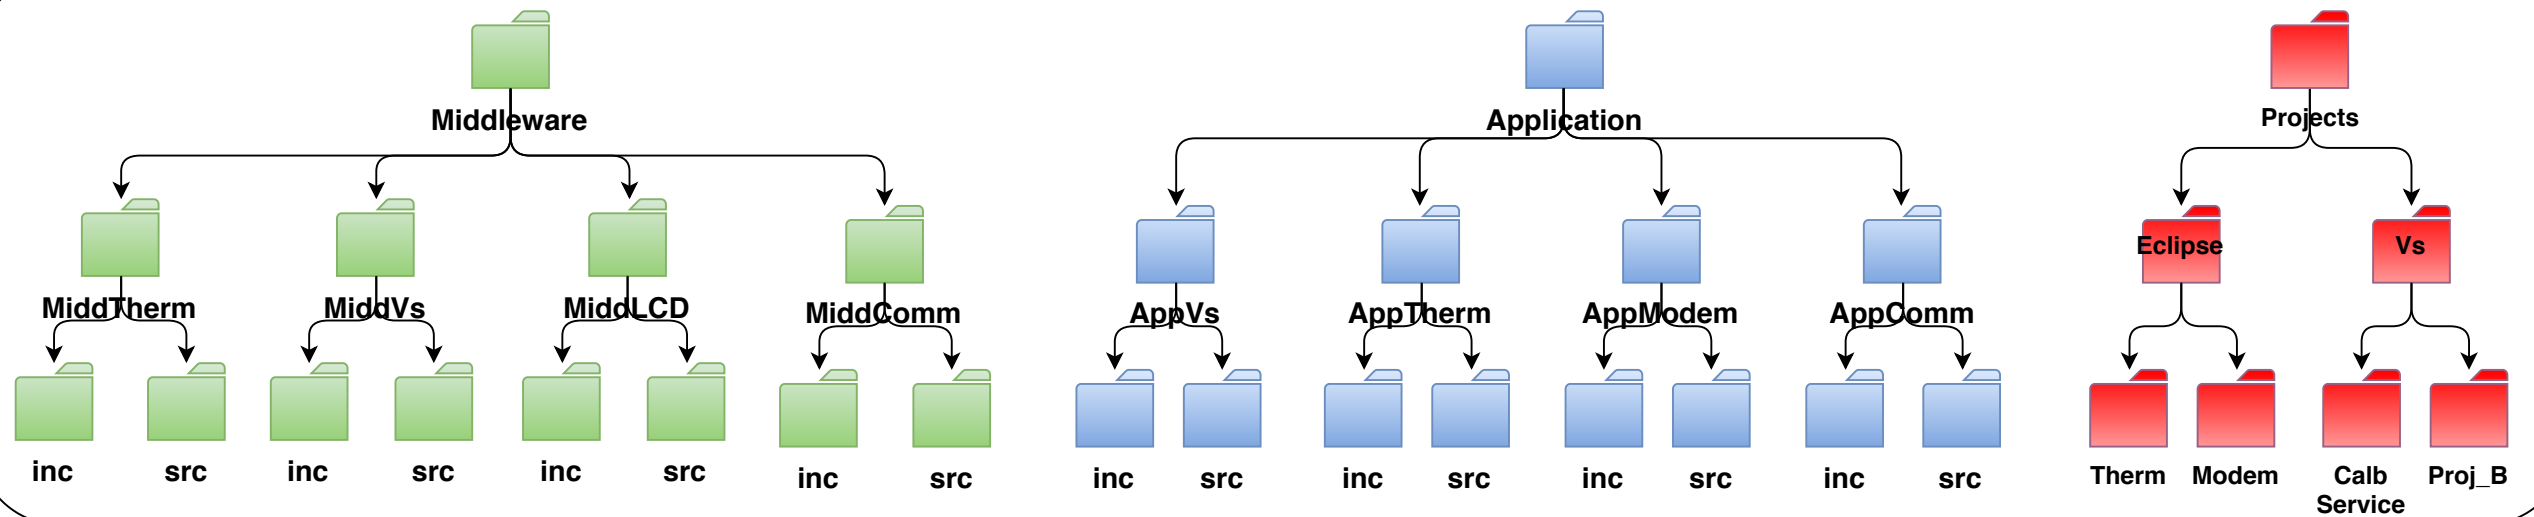 Middleware
Application
Projects
Eclipse
Vs
MiddTherm
MiddVs
MiddLCD
MiddComm
AppVs
AppTherm
AppModem
AppComm
inc
src
inc
src
inc
src
inc
src
inc
src
inc
src
inc
src
inc
src
Therm
Modem
Calb
Service
Proj_B